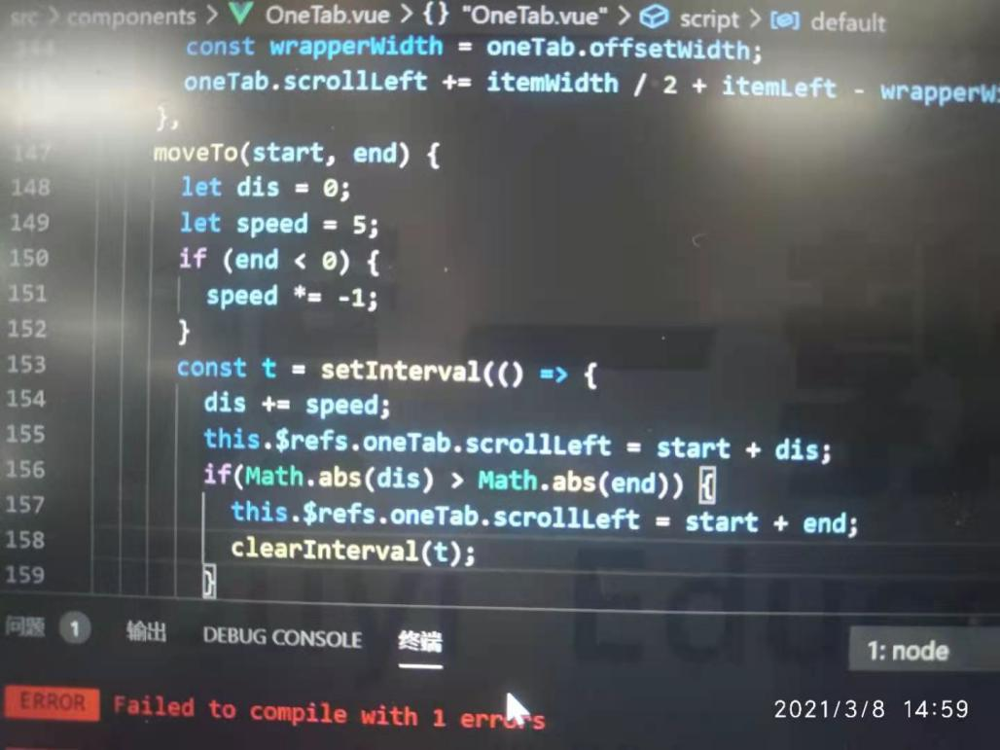 src > components > OneTab.vue > {} "OneTab.vue" > script > default
144 const wrapperWidth = oneTab.offsetWidth;
oneTab.scrollLeft += itemWidth / 2 + itemLeft - wrapperWi
},
147 moveTo(start, end) {
148 let dis = 0;
149 let speed = 5;
150 if (end < 0) {
151 speed *= -1;
152 }
153 const t = setInterval(() => {
154 dis += speed;
155 this.$refs.oneTab.scrollLeft = start + dis;
156 if(Math.abs(dis) > Math.abs(end)) {
157 this.$refs.oneTab.scrollLeft = start + end;
158 clearInterval(t);
159 }
问题 1 输出 DEBUG CONSOLE 终端 1: node
ERROR Failed to compile with 1 errors
2021/3/8 14:59